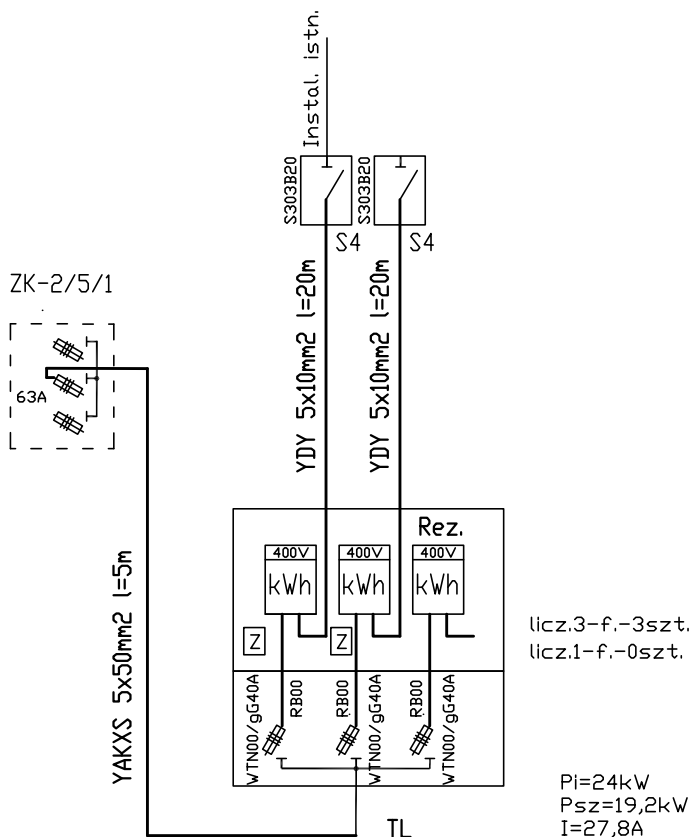 Instal. istn.
S303B20
S303B20
S4
S4
ZK-2/5/1
63A
YDY 5x10mm2 l=20m
YDY 5x10mm2 l=20m
YAKXS 5x50mm2 l=5m
Rez.
400V
400V
400V
kWh
kWh
kWh
Z
Z
licz.3-f.-3szt.
licz.1-f.-0szt.
WTN00/gG40A
RB00
RB00
WTN00/gG40A
RB00
WTN00/gG40A
TL
Pi=24kW
Psz=19,2kW
I=27,8A